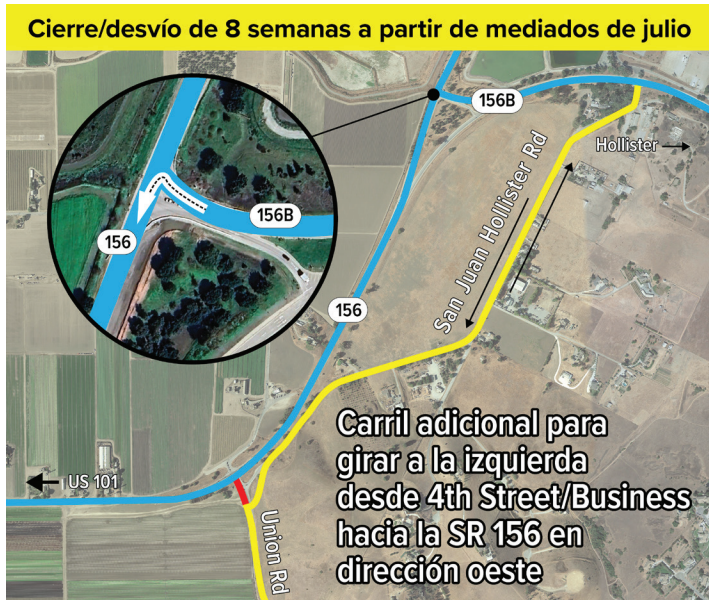 Cierre/desvío de 8 semanas a partir de mediados de julio
156B
Hollister
156B
156
San Juan Hollister Rd
156
Carril adicional para
girar a la izquierda
desde 4th Street/Business
hacia la SR 156 en
dirección oeste
US 101
Union Rd